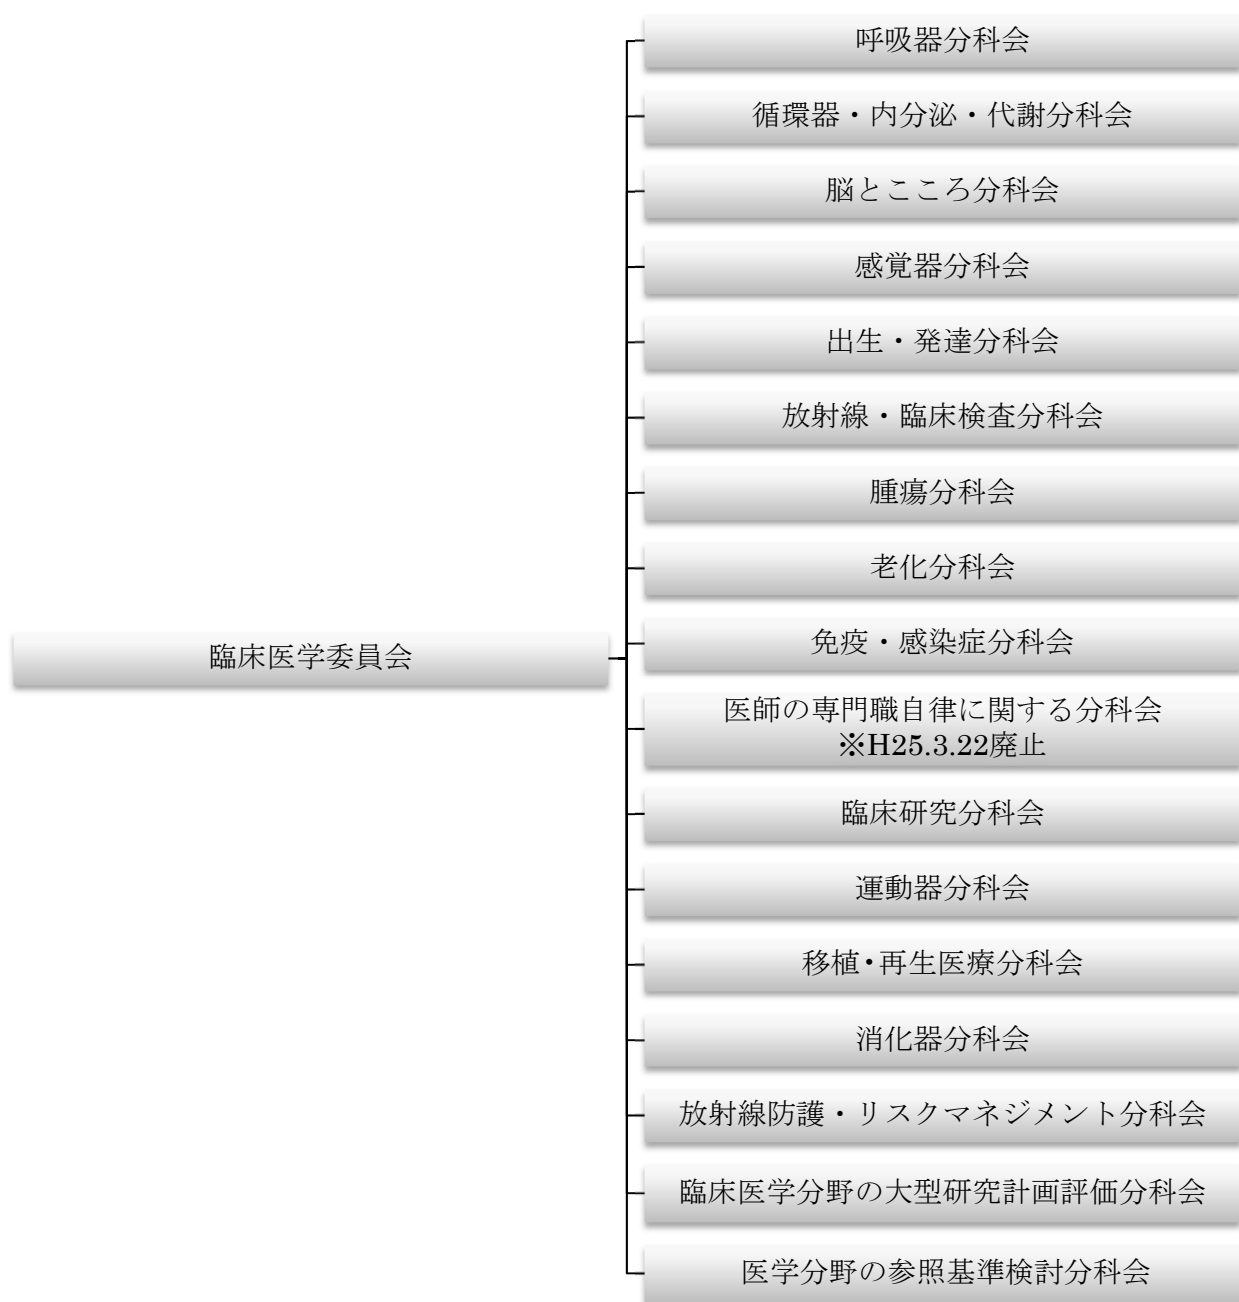 呼吸器分科会
循環器・内分泌・代謝分科会
脳とこころ分科会
感覚器分科会
出生・発達分科会
放射線・臨床検査分科会
腫瘍分科会
老化分科会
臨床医学委員会
免疫・感染症分科会
医師の専門職自律に関する分科会
※H25.3.22廃止
臨床研究分科会
運動器分科会
移植・再生医療分科会
消化器分科会
放射線防護・リスクマネジメント分科会
臨床医学分野の大型研究計画評価分科会
医学分野の参照基準検討分科会